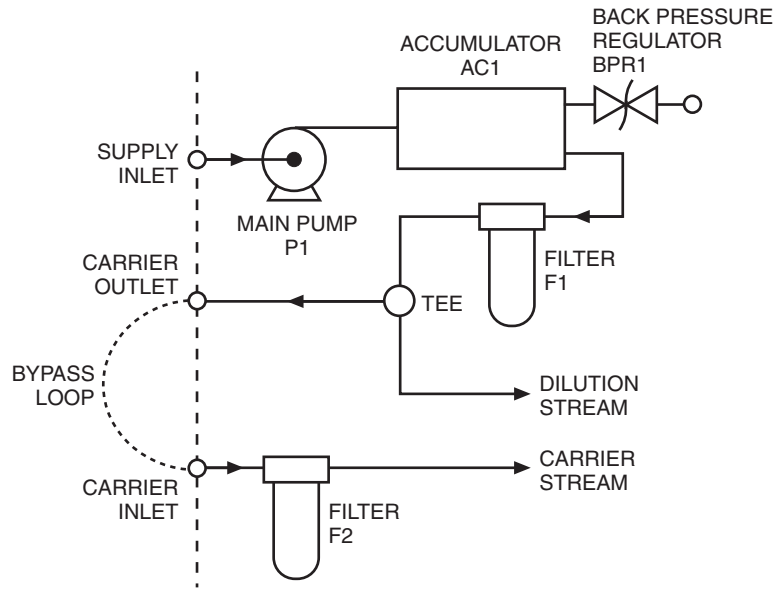 BACK PRESSURE
REGULATOR
BPR1
ACCUMULATOR
AC1
SUPPLY
INLET
MAIN PUMP
P1
CARRIER
OUTLET
TEE
FILTER
F1
BYPASS
LOOP
DILUTION
STREAM
CARRIER
INLET
FILTER
F2
CARRIER
STREAM